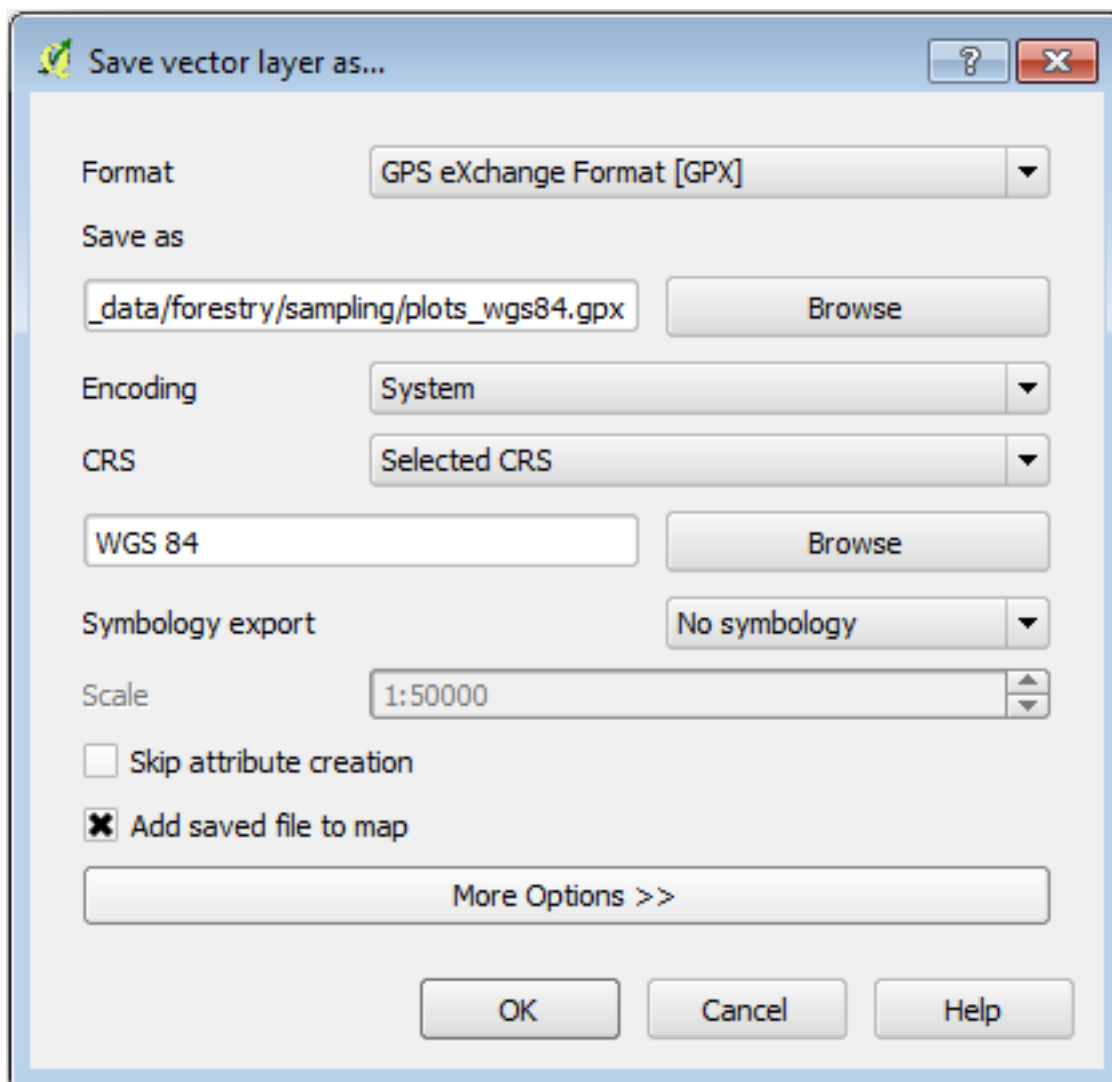 Save vector layer as...
Format GPS eXchange Format [GPX]
Save as
_data/forestry/sampling/plots_wgs84.gpx Browse
Encoding System
CRS Selected CRS
WGS 84 Browse
Symbology export No symbology
Scale 1:50000
Skip attribute creation
Add saved file to map
More Options >>
OK Cancel Help